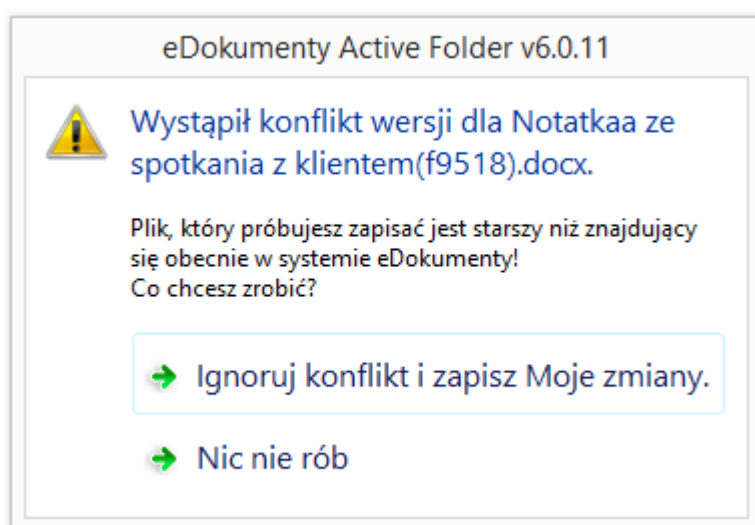 eDokumenty Active Folder v6.0.11
Wystąpił konflikt wersji dla Notatkaa ze
spotkania z klientem(f9518).docx.
Plik, który próbujesz zapisać jest starszy niż znajdujący
się obecnie w systemie eDokumenty!
Co chcesz zrobić?
Ignoruj konflikt i zapisz Moje zmiany.
Nic nie rób